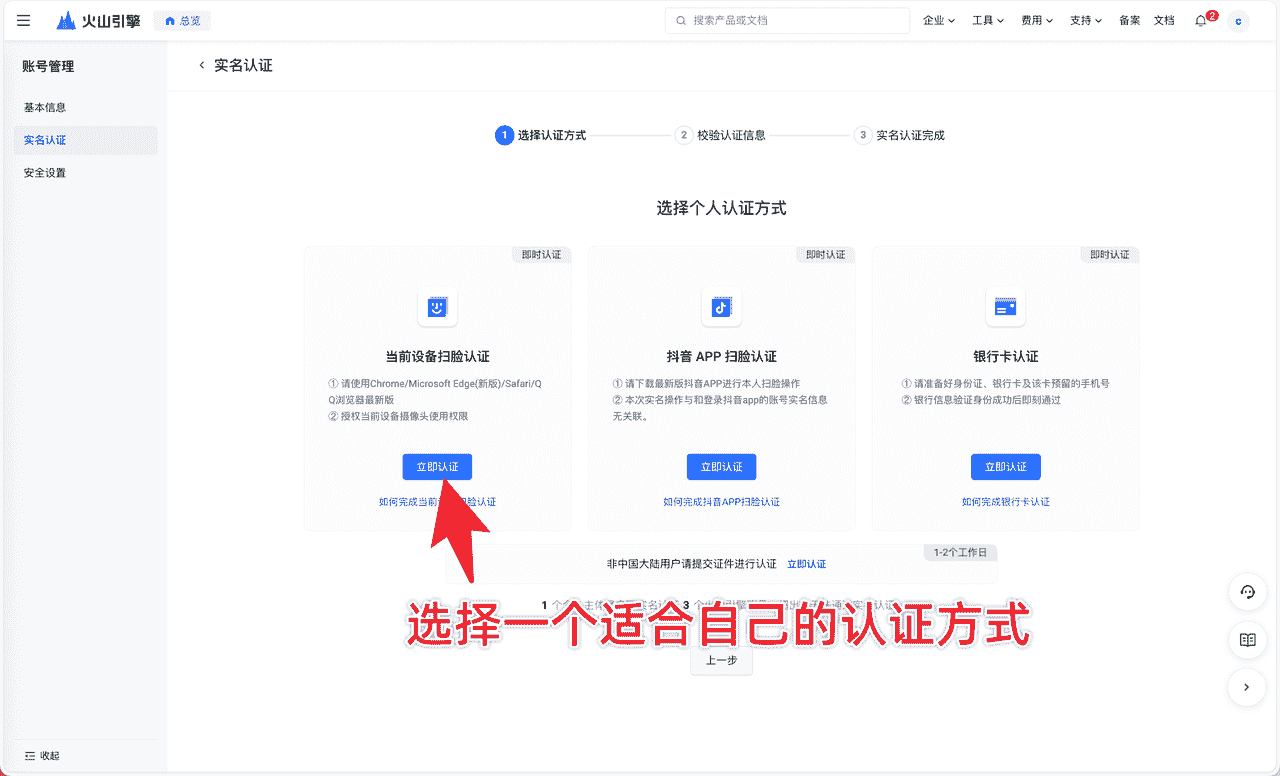 火山引擎
总览
搜索产品或文档
企业
工具
费用
支持
备案
文档
2
c
账号管理
基本信息
实名认证
安全设置
收起
实名认证
1 选择认证方式
2 校验认证信息
3 实名认证完成
选择个人认证方式
即时认证
当前设备扫脸认证
① 请使用Chrome/Microsoft Edge(新版)/Safari/Q
Q浏览器最新版
② 授权当前设备摄像头使用权限
立即认证
如何完成当前 扫脸认证
即时认证
抖音 APP 扫脸认证
① 请下载最新版抖音APP进行本人扫脸操作
② 本次实名操作与和登录抖音app的账号实名信息
无关联。
立即认证
如何完成抖音APP扫脸认证
即时认证
银行卡认证
① 请准备好身份证、银行卡及该卡预留的手机号
② 银行信息验证身份成功后即刻通过
立即认证
如何完成银行卡认证
1-2个工作日
非中国大陆用户请提交证件进行认证 立即认证
选择一个适合自己的认证方式
上一步